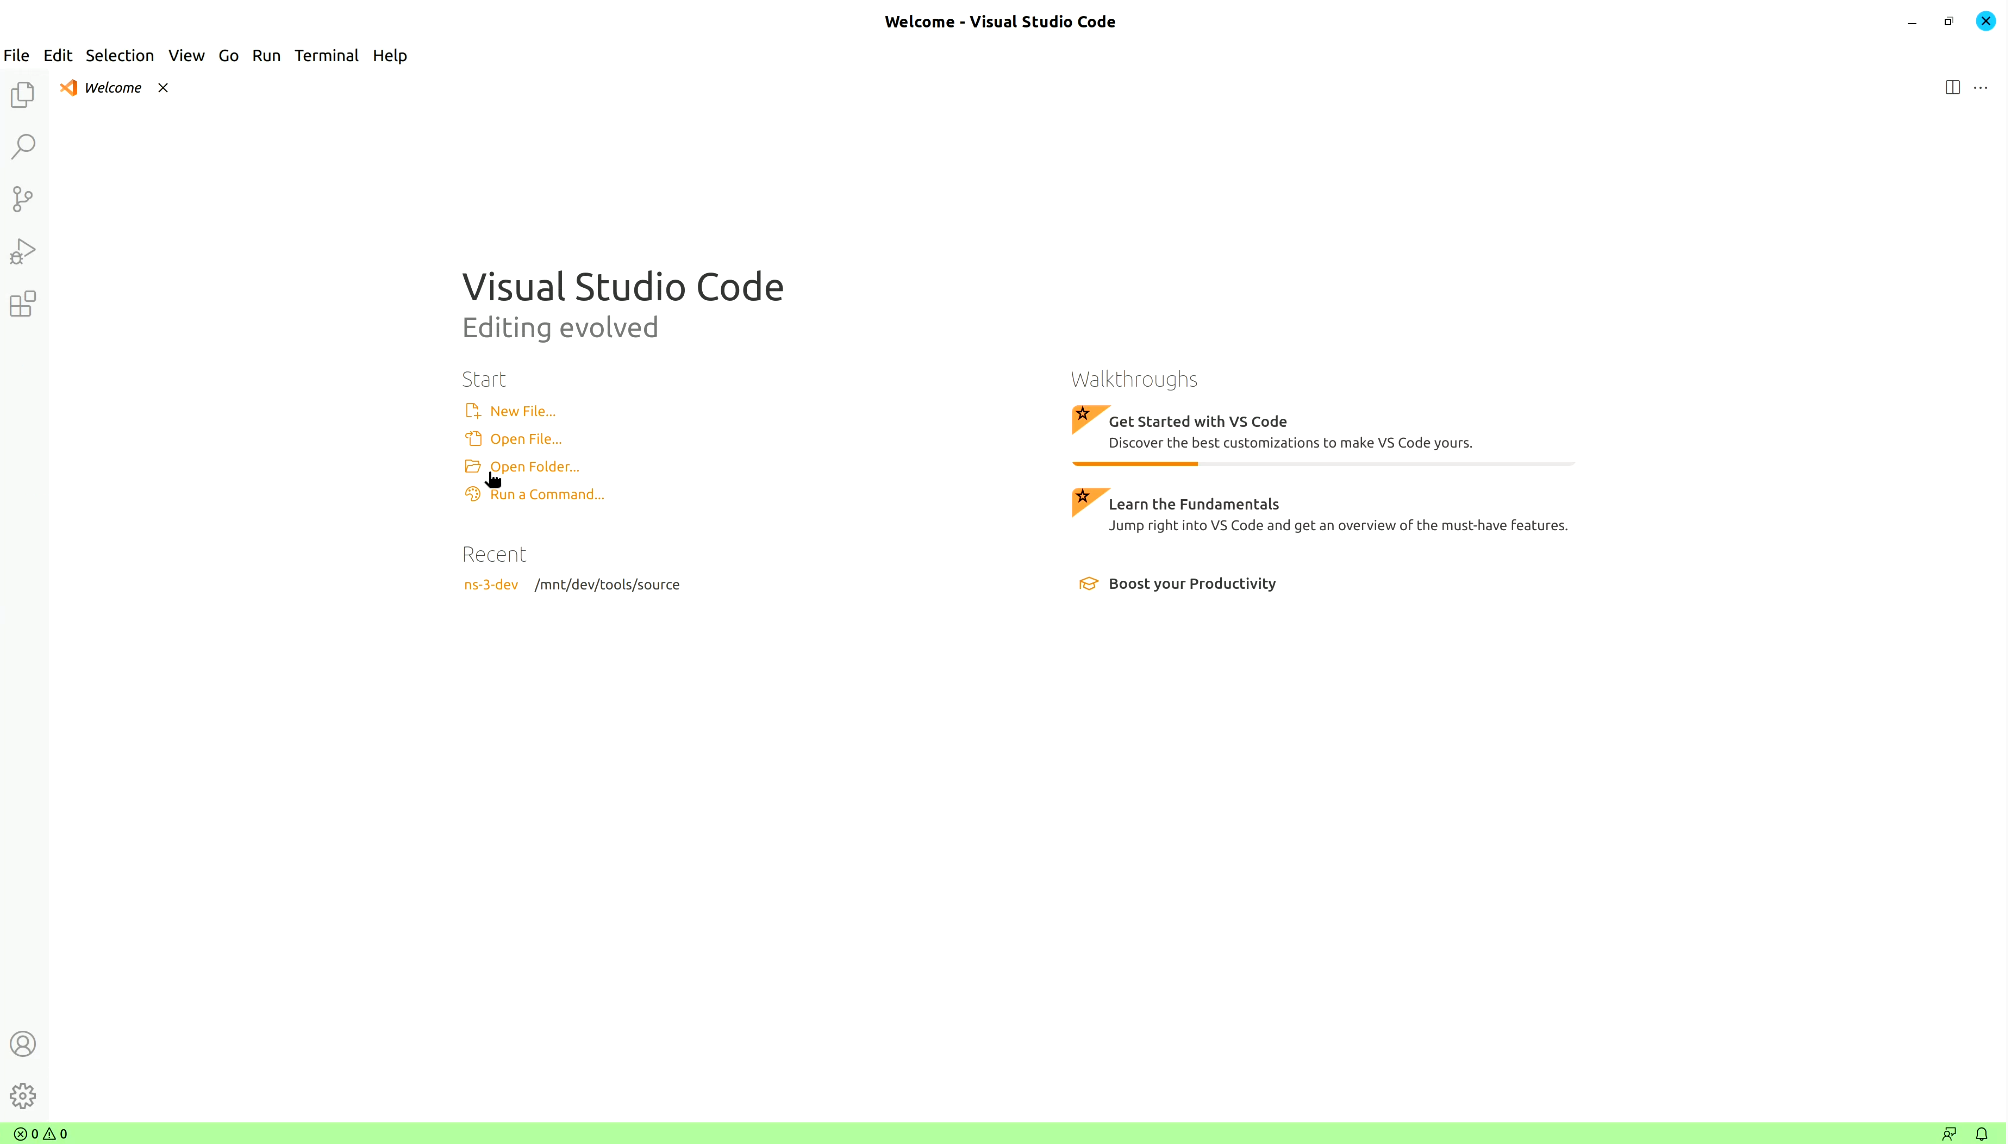 Welcome - Visual Studio Code
File Edit Selection View Go Run Terminal Help
Welcome
Visual Studio Code
Editing evolved
Start
New File...
Open File...
Open Folder...
Run a Command...
Recent
ns-3-dev /mnt/dev/tools/source
Walkthroughs
Get Started with VS Code
Discover the best customizations to make VS Code yours.
Learn the Fundamentals
Jump right into VS Code and get an overview of the must-have features.
Boost your Productivity
0 0